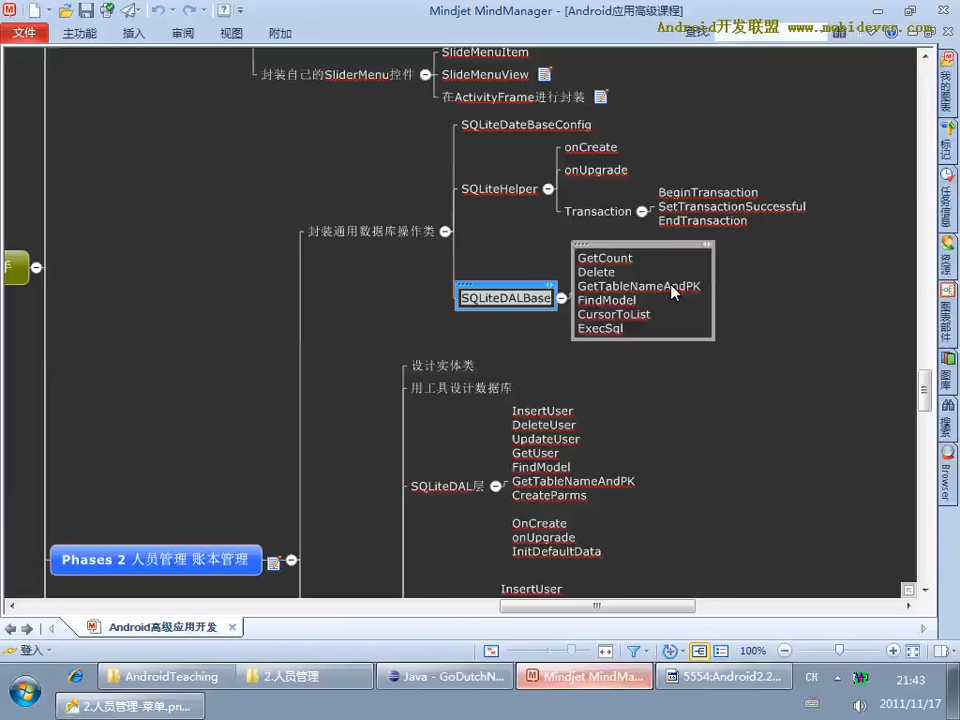 Mindjet MindManager - [Android应用高级课程]
Android开发联盟 www.mobideven.com
文件
主功能
插入
审阅
视图
附加
SlideMenuItem
封装自己的SliderMenu控件
SlideMenuView
在ActivityFrame进行封装
SQLiteDateBaseConfig
onCreate
onUpgrade
SQLiteHelper
Transaction
BeginTransaction
SetTransactionSuccessful
EndTransaction
封装通用数据库操作类
SQLiteDALBase
GetCount
Delete
GetTableNameAndPK
FindModel
CursorToList
ExecSql
手
设计实体类
用工具设计数据库
InsertUser
DeleteUser
UpdateUser
GetUser
FindModel
GetTableNameAndPK
CreateParms
SQLiteDAL层
OnCreate
onUpgrade
InitDefaultData
Phases 2 人员管理 账本管理
InsertUser
我的图表
标记
任务信息
资源
图表部件
图库
搜索
Browser
Android高级应用开发
登入
100%
AndroidTeaching
2.人员管理
Java - GoDutchN...
Mindjet MindMa...
5554:Android2.2...
CH
21:43
2.人员管理-菜单.pn...
2011/11/17